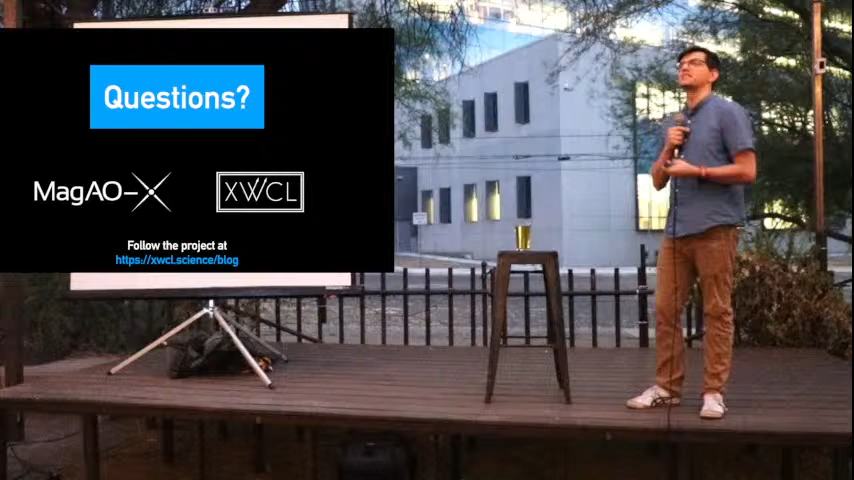 Questions?
MagAO-X
XWCL
Follow the project at
https://xwcl.science/blog